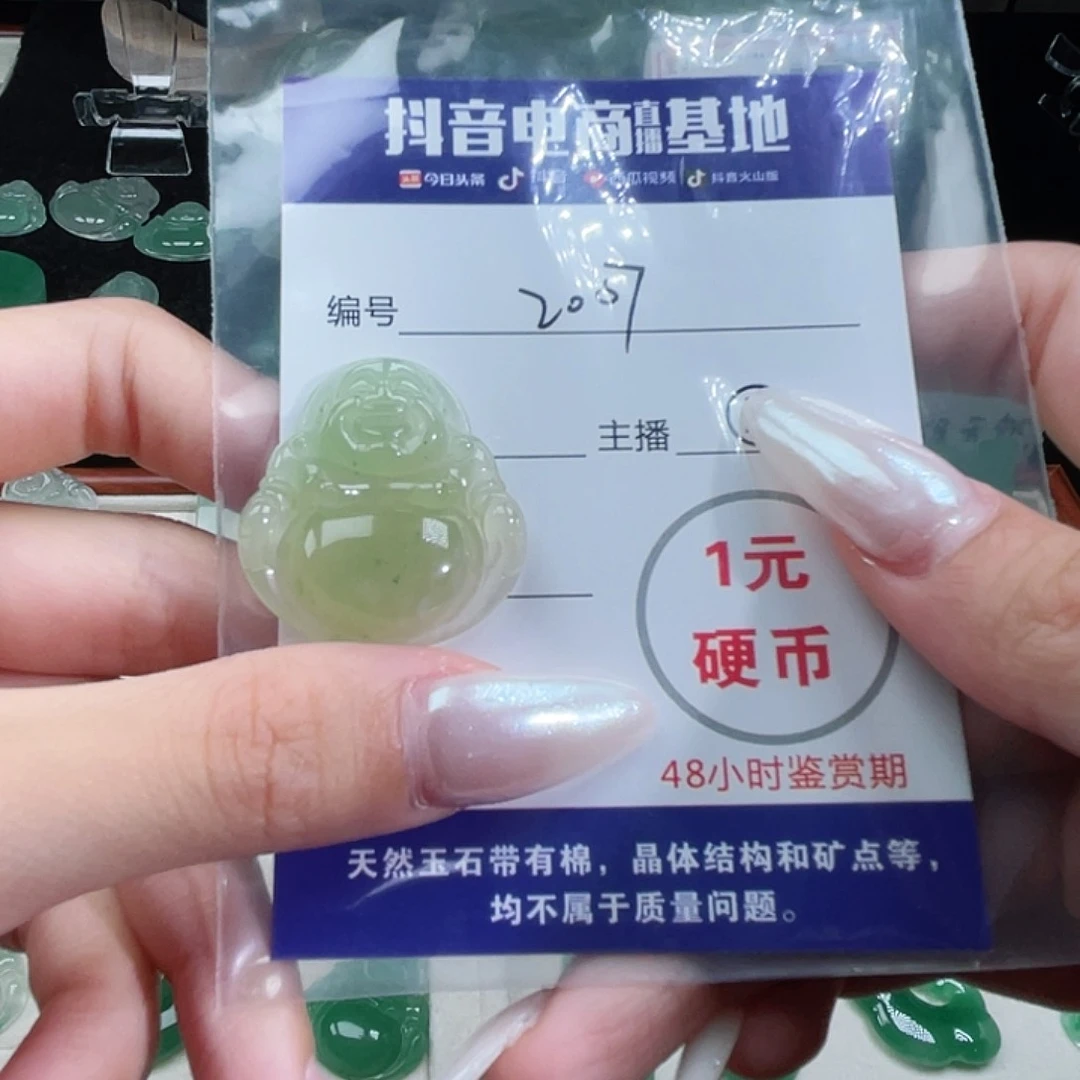 抖音电商直播基地
今日头条 抖音 西瓜视频 抖音火山版
编号 2007
主播
1元
硬币
48小时鉴赏期
天然玉石带有棉，晶体结构和矿点等，
均不属于质量问题。